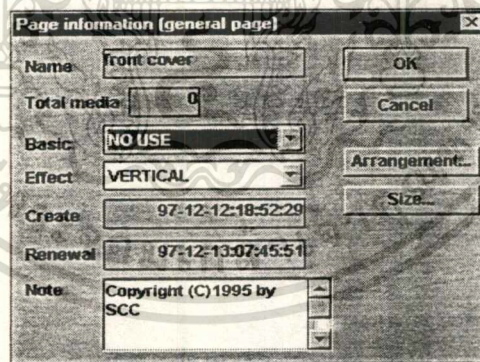 Page information (general page)
Name front cover OK
Total media 0 Cancel
Basic NO USE
Arrangement...
Effect VERTICAL
Size...
Create 97-12-12:18:52:29
Renewal 97-12-13:07:45:51
Note Copyright (C)1995 by
SCC